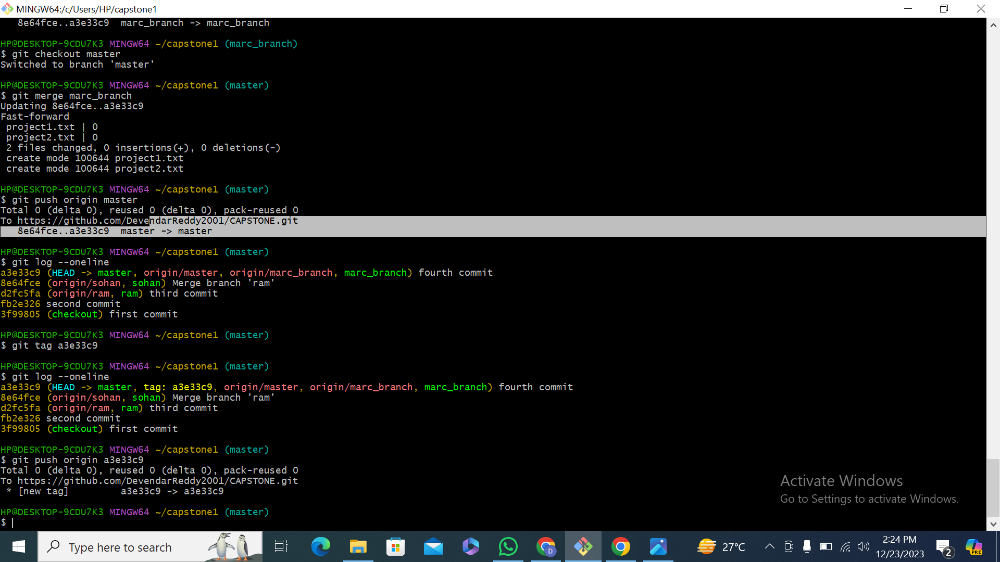 MINGW64:/c/Users/HP/capstone1
   8e64fce..a3e33c9  marc_branch -> marc_branch
HP@DESKTOP-9CDU7K3 MINGW64 ~/capstone1 (marc_branch)
$ git checkout master
Switched to branch 'master'
HP@DESKTOP-9CDU7K3 MINGW64 ~/capstone1 (master)
$ git merge marc_branch
Updating 8e64fce..a3e33c9
Fast-forward
 project1.txt | 0
 project2.txt | 0
 2 files changed, 0 insertions(+), 0 deletions(-)
 create mode 100644 project1.txt
 create mode 100644 project2.txt
HP@DESKTOP-9CDU7K3 MINGW64 ~/capstone1 (master)
$ git push origin master
Total 0 (delta 0), reused 0 (delta 0), pack-reused 0
To https://github.com/DevendarReddy2001/CAPSTONE.git
   8e64fce..a3e33c9  master -> master
HP@DESKTOP-9CDU7K3 MINGW64 ~/capstone1 (master)
$ git log --oneline
a3e33c9 (HEAD -> master, origin/master, origin/marc_branch, marc_branch) fourth commit
8e64fce (origin/sohan, sohan) Merge branch 'ram'
d2fc5fa (origin/ram, ram) third commit
fb2e326 second commit
3f99805 (checkout) first commit
HP@DESKTOP-9CDU7K3 MINGW64 ~/capstone1 (master)
$ git tag a3e33c9
HP@DESKTOP-9CDU7K3 MINGW64 ~/capstone1 (master)
$ git log --oneline
a3e33c9 (HEAD -> master, tag: a3e33c9, origin/master, origin/marc_branch, marc_branch) fourth commit
8e64fce (origin/sohan, sohan) Merge branch 'ram'
d2fc5fa (origin/ram, ram) third commit
fb2e326 second commit
3f99805 (checkout) first commit
HP@DESKTOP-9CDU7K3 MINGW64 ~/capstone1 (master)
$ git push origin a3e33c9
Total 0 (delta 0), reused 0 (delta 0), pack-reused 0
To https://github.com/DevendarReddy2001/CAPSTONE.git
 * [new tag]         a3e33c9 -> a3e33c9
HP@DESKTOP-9CDU7K3 MINGW64 ~/capstone1 (master)
$
Activate Windows
Go to Settings to activate Windows.
Type here to search
D
27°C
2:24 PM
12/23/2023
2
PRE